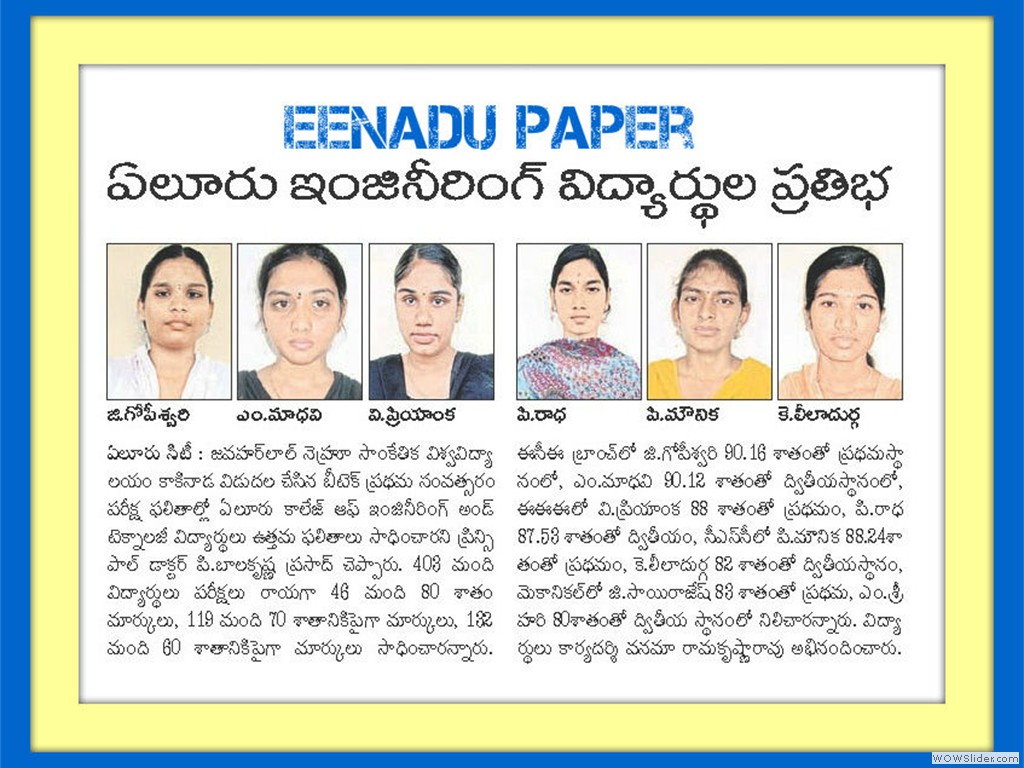 EENADU PAPER
ఏలూరు ఇంజినీరింగ్ విద్యార్థుల ప్రతిభ
జి.గోపీశ్వరి ఎం.మాధవి వి.ప్రియాంక పి.రాధ పి.మౌనిక కె.లీలాదుర్గ
ఏలూరు సిటీ : జవహర్‌లాల్ నెహ్రూ సాంకేతిక విశ్వవిద్యా
లయం కాకినాడ విడుదల చేసిన బీటెక్ ప్రథమ సంవత్సరం
పరీక్ష ఫలితాల్లో ఏలూరు కాలేజ్ ఆఫ్ ఇంజినీరింగ్ అండ్
టెక్నాలజీ విద్యార్థులు ఉత్తమ ఫలితాలు సాధించారని ప్రిన్సి
పాల్ డాక్టర్ పి.బాలకృష్ణ ప్రసాద్ చెప్పారు. 403 మంది
విద్యార్థులు పరీక్షలు రాయగా 46 మంది 80 శాతం
మార్కులు, 119 మంది 70 శాతానికిపైగా మార్కులు, 132
మంది 60 శాతానికిపైగా మార్కులు సాధించారన్నారు.
ఈసీఈ బ్రాంచ్‌లో జి.గోపీశ్వరి 90.16 శాతంతో ప్రథమస్థా
నంలో, ఎం.మాధవి 90.12 శాతంతో ద్వితీయస్థానంలో,
ఈఈఈలో వి.ప్రియాంక 88 శాతంతో ప్రథమం, పి.రాధ
87.53 శాతంతో ద్వితీయం, సీఎస్‌సీలో పి.మౌనిక 88.24శా
తంతో ప్రథమం, కె.లీలాదుర్గ 82 శాతంతో ద్వితీయస్థానం,
మెకానికల్‌లో జి.సాయిరాజేష్ 83 శాతంతో ప్రథమ, ఎం.శ్రీ
హరి 80శాతంతో ద్వితీయ స్థానంలో నిలిచారన్నారు. విద్యా
ర్థులు కార్యదర్శి వనమా రామకృష్ణారావు అభినందించారు.
WOWSlider.com